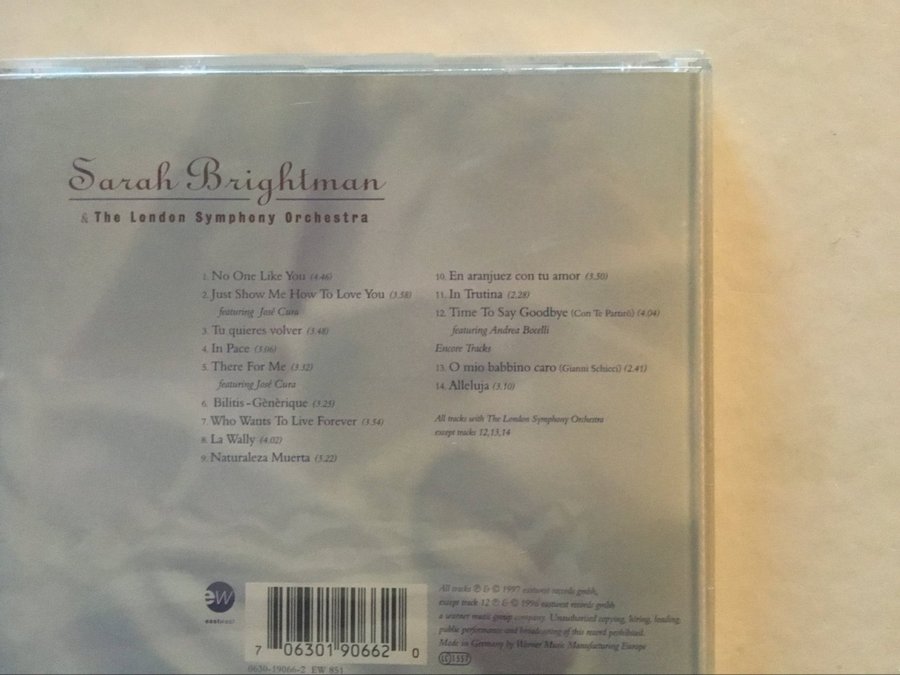 Sarah Brightman
& The London Symphony Orchestra
1. No One Like You (4.46)
2. Just Show Me How To Love You (3.58)
featuring José Cura
3. Tu quieres volver (3.48)
4. In Pace (3.06)
5. There For Me (3.32)
featuring José Cura
6. Bilitis-Gènèrique (3.25)
7. Who Wants To Live Forever (3.54)
8. La Wally (4.02)
9. Naturaleza Muerta (5.22)
10. En aranjuez con tu amor (3.50)
11. In Trutina (2.28)
12. Time To Say Goodbye (Con Te Partirò) (4.04)
featuring Andrea Bocelli
Encore Tracks
13. O mio babbino caro (Gianni Schicci) (2.41)
14. Alleluja (3.10)
All tracks with The London Symphony Orchestra
except tracks 12,13,14
ew
eastwest
7 06301 90662 0
0630-19066-2 EW 851
All tracks ℗ & © 1997 eastwest records gmbh,
except track 12 ℗ & © 1996 eastwest records gmbh
a warner music group company. Unauthorised copying, hiring, lending,
public performance and broadcasting of this record prohibited.
Made in Germany by Warner Music Manufacturing Europe
LC 1557